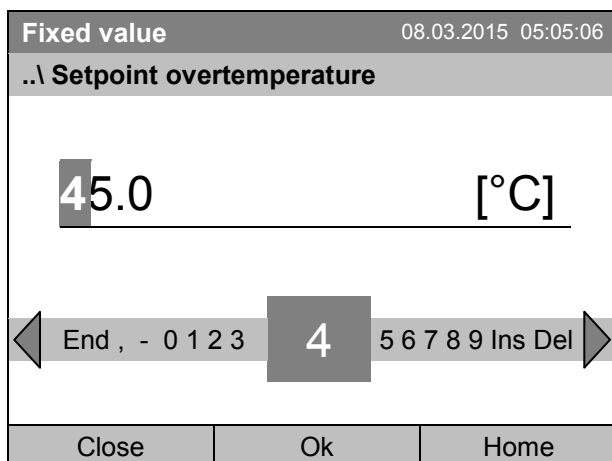 Fixed value 08.03.2015 05:05:06
..\ Setpoint overtemperature
45.0 [°C]
End , - 0 1 2 3 4 5 6 7 8 9 Ins Del
Close Ok Home